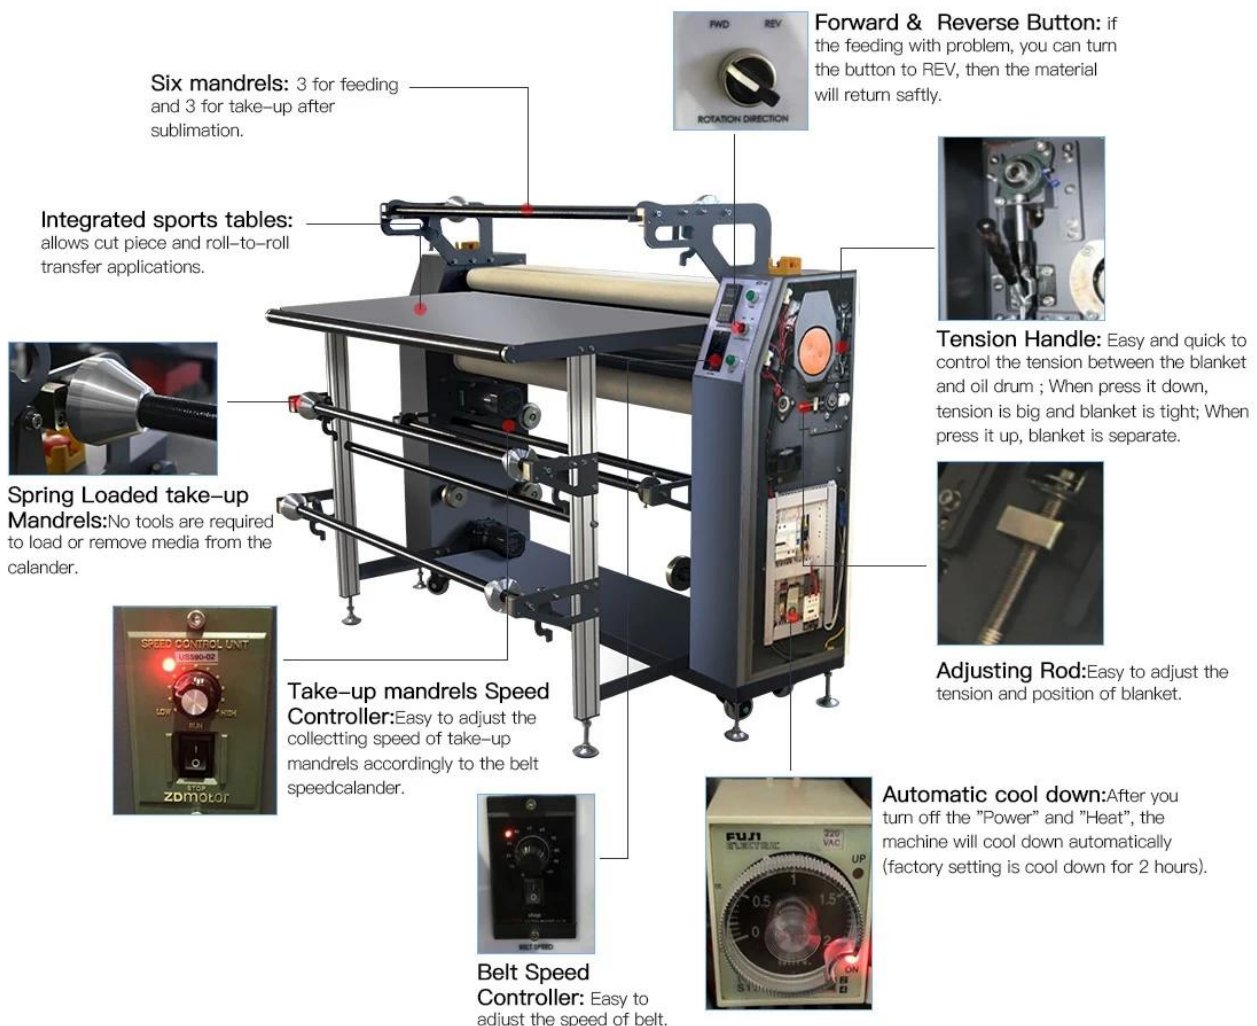 FWD REV
ROTATION DIRECTION
Forward & Reverse Button: if
the feeding with problem, you can turn
the button to REV, then the material
will return saftly.
Six mandrels: 3 for feeding
and 3 for take-up after
sublimation.
Integrated sports tables:
allows cut piece and roll-to-roll
transfer applications.
Tension Handle: Easy and quick to
control the tension between the blanket
and oil drum ; When press it down,
tension is big and blanket is tight; When
press it up, blanket is separate.
Spring Loaded take-up
Mandrels:No tools are required
to load or remove media from the
calander.
Adjusting Rod:Easy to adjust the
tension and position of blanket.
SPEED CONTROL UNIT
US590-02
LOW HIGH
RUN
STOP
ZDmotor
Take-up mandrels Speed
Controller:Easy to adjust the
collectting speed of take-up
mandrels accordingly to the belt
speedcalander.
stop
BELT SPEED
Belt Speed
Controller: Easy to
adjust the speed of belt.
FUJI
ELECTRIC
220
VAC
UP
1
0.5 1.5
0 2
ON
Automatic cool down:After you
turn off the "Power" and "Heat", the
machine will cool down automatically
(factory setting is cool down for 2 hours).